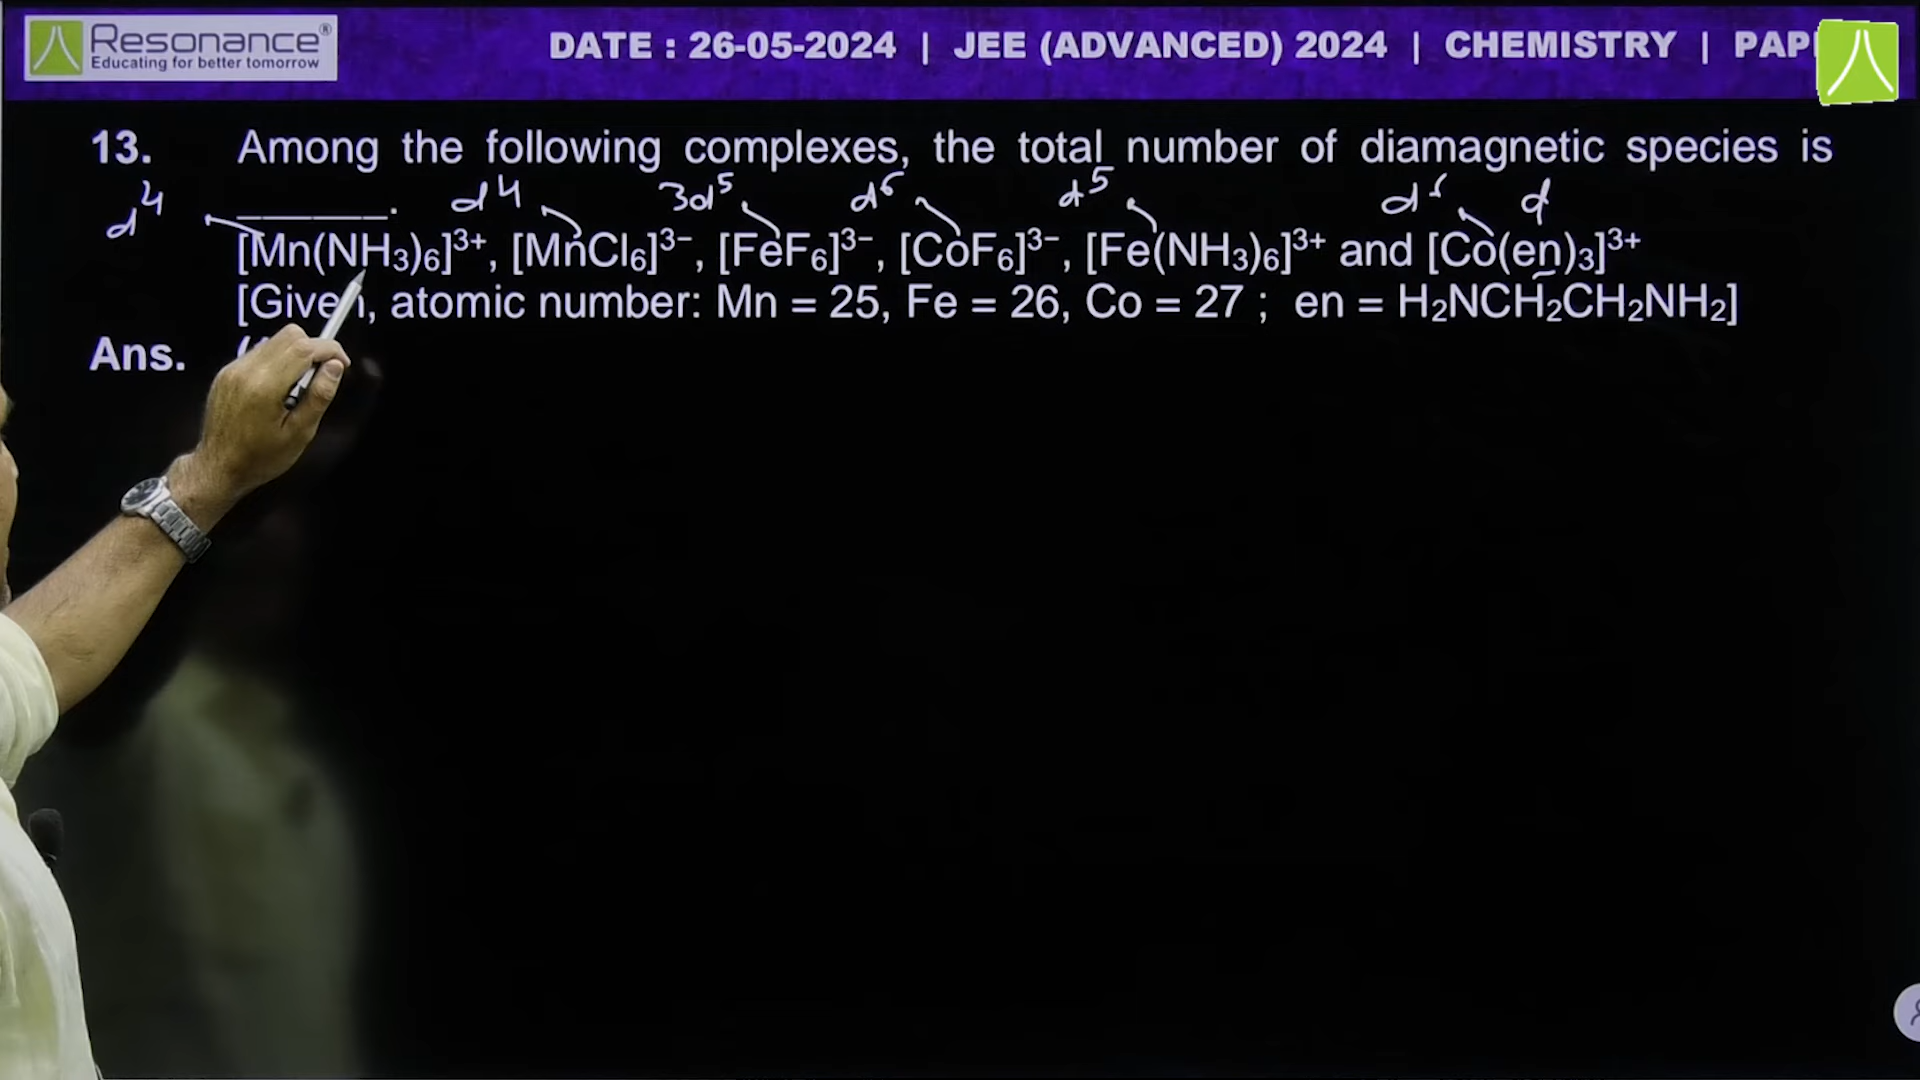 Resonance®
Educating for better tomorrow
DATE : 26-05-2024 | JEE (ADVANCED) 2024 | CHEMISTRY |
13. Among the following complexes, the total number of diamagnetic species is
d⁴ ______. d⁴ 3d⁵ d⁶ d⁵ d
[Mn(NH₃)₆]³⁺, [MnCl₆]³⁻, [FeF₆]³⁻, [CoF₆]³⁻, [Fe(NH₃)₆]³⁺ and [Co(en)₃]³⁺
[Given, atomic number: Mn = 25, Fe = 26, Co = 27 ; en = H₂NCH₂CH₂NH₂]
Ans.